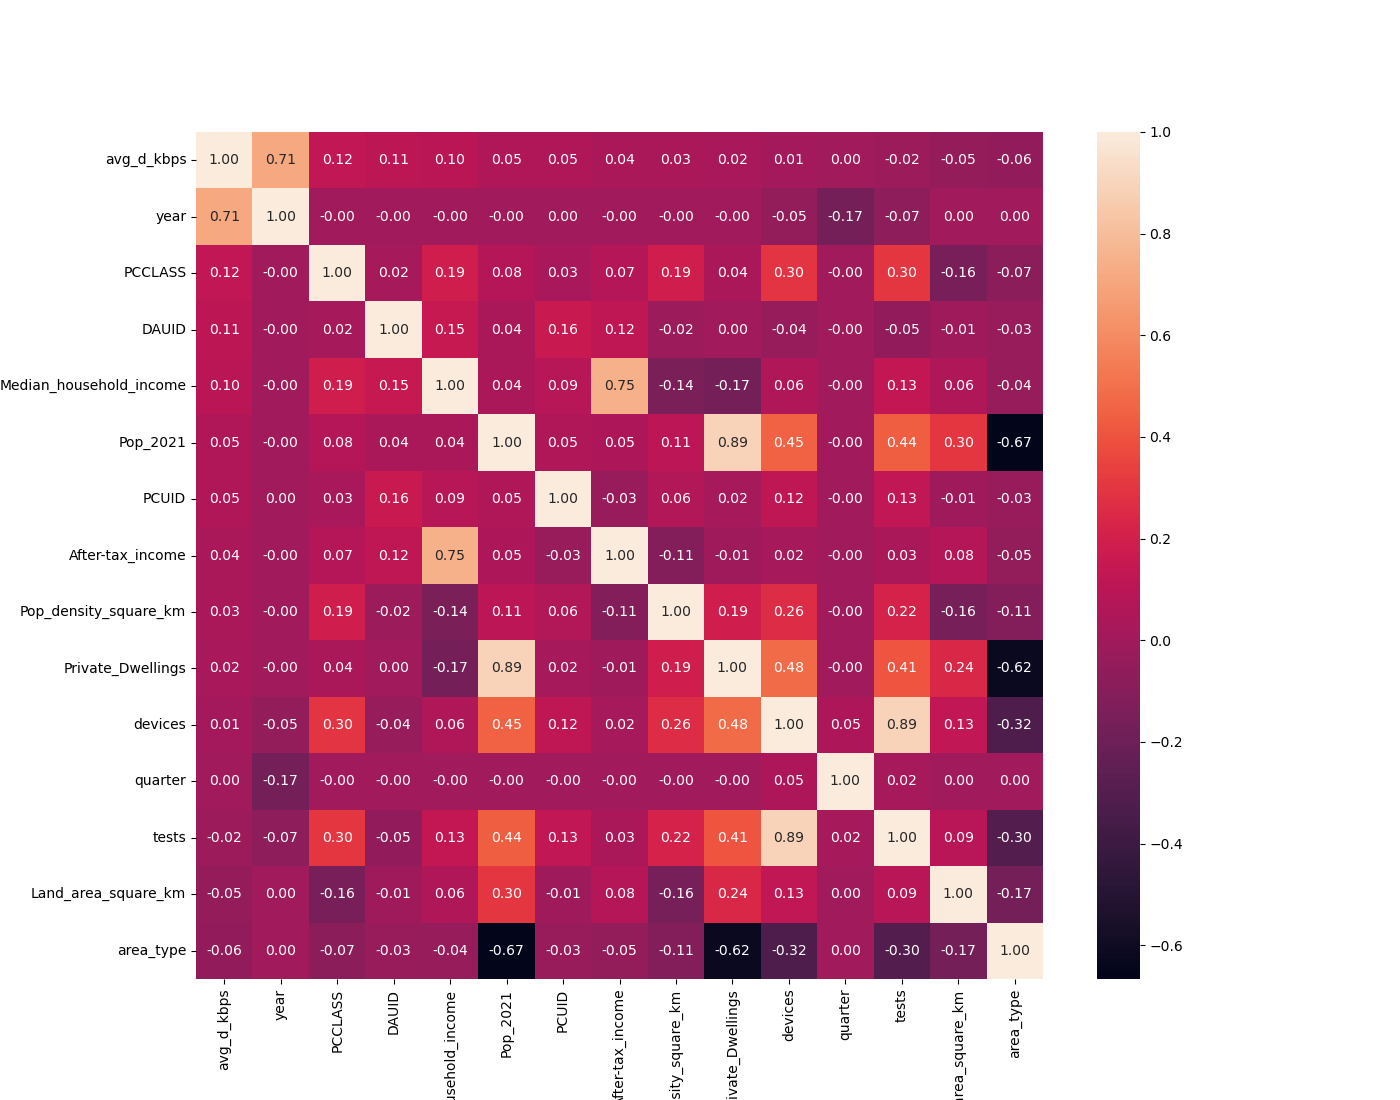 avg_d_kbps 1.00 0.71 0.12 0.11 0.10 0.05 0.05 0.04 0.03 0.02 0.01 0.00 -0.02 -0.05 -0.06
year 0.71 1.00 -0.00 -0.00 -0.00 -0.00 0.00 -0.00 -0.00 -0.00 -0.05 -0.17 -0.07 0.00 0.00
PCCLASS 0.12 -0.00 1.00 0.02 0.19 0.08 0.03 0.07 0.19 0.04 0.30 -0.00 0.30 -0.16 -0.07
DAUID 0.11 -0.00 0.02 1.00 0.15 0.04 0.16 0.12 -0.02 0.00 -0.04 -0.00 -0.05 -0.01 -0.03
Median_household_income 0.10 -0.00 0.19 0.15 1.00 0.04 0.09 0.75 -0.14 -0.17 0.06 -0.00 0.13 0.06 -0.04
Pop_2021 0.05 -0.00 0.08 0.04 0.04 1.00 0.05 0.05 0.11 0.89 0.45 -0.00 0.44 0.30 -0.67
PCUID 0.05 0.00 0.03 0.16 0.09 0.05 1.00 -0.03 0.06 0.02 0.12 -0.00 0.13 -0.01 -0.03
After-tax_income 0.04 -0.00 0.07 0.12 0.75 0.05 -0.03 1.00 -0.11 -0.01 0.02 -0.00 0.03 0.08 -0.05
Pop_density_square_km 0.03 -0.00 0.19 -0.02 -0.14 0.11 0.06 -0.11 1.00 0.19 0.26 -0.00 0.22 -0.16 -0.11
Private_Dwellings 0.02 -0.00 0.04 0.00 -0.17 0.89 0.02 -0.01 0.19 1.00 0.48 -0.00 0.41 0.24 -0.62
devices 0.01 -0.05 0.30 -0.04 0.06 0.45 0.12 0.02 0.26 0.48 1.00 0.05 0.89 0.13 -0.32
quarter 0.00 -0.17 -0.00 -0.00 -0.00 -0.00 -0.00 -0.00 -0.00 -0.00 0.05 1.00 0.02 0.00 0.00
tests -0.02 -0.07 0.30 -0.05 0.13 0.44 0.13 0.03 0.22 0.41 0.89 0.02 1.00 0.09 -0.30
Land_area_square_km -0.05 0.00 -0.16 -0.01 0.06 0.30 -0.01 0.08 -0.16 0.24 0.13 0.00 0.09 1.00 -0.17
area_type -0.06 0.00 -0.07 -0.03 -0.04 -0.67 -0.03 -0.05 -0.11 -0.62 -0.32 0.00 -0.30 -0.17 1.00
avg_d_kbps
year
PCCLASS
DAUID
usehold_income
Pop_2021
PCUID
After-tax_income
sity_square_km
ivate_Dwellings
devices
quarter
tests
area_square_km
area_type
1.0
0.8
0.6
0.4
0.2
0.0
−0.2
−0.4
−0.6